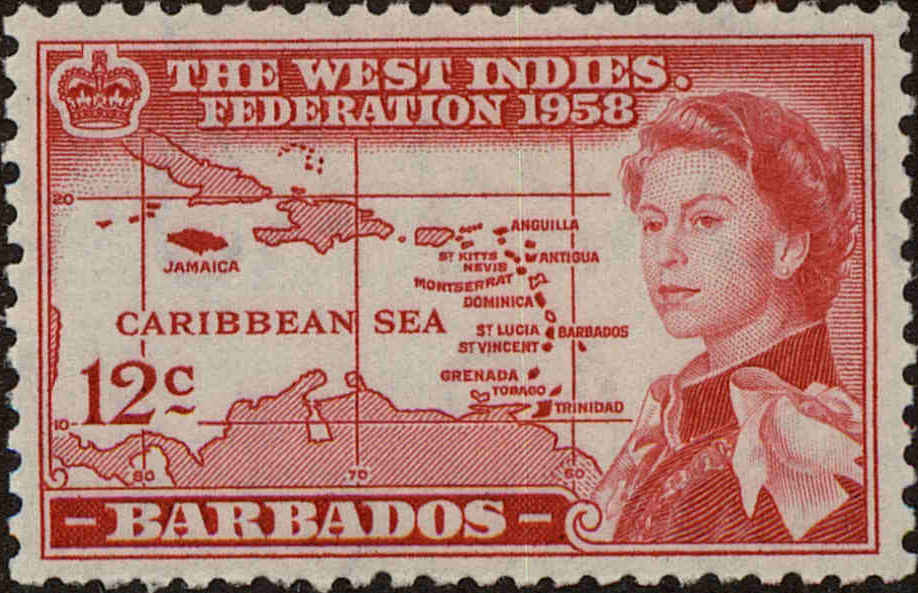 THE WEST INDIES.
FEDERATION 1958
20
ANGUILLA
ST KITTS
NEVIS
ANTIGUA
JAMAICA
MONTSERRAT
DOMINICA
CARIBBEAN SEA
ST LUCIA
BARBADOS
ST VINCENT
12c
GRENADA
TOBAGO
TRINIDAD
10
80
70
60
- BARBADOS -